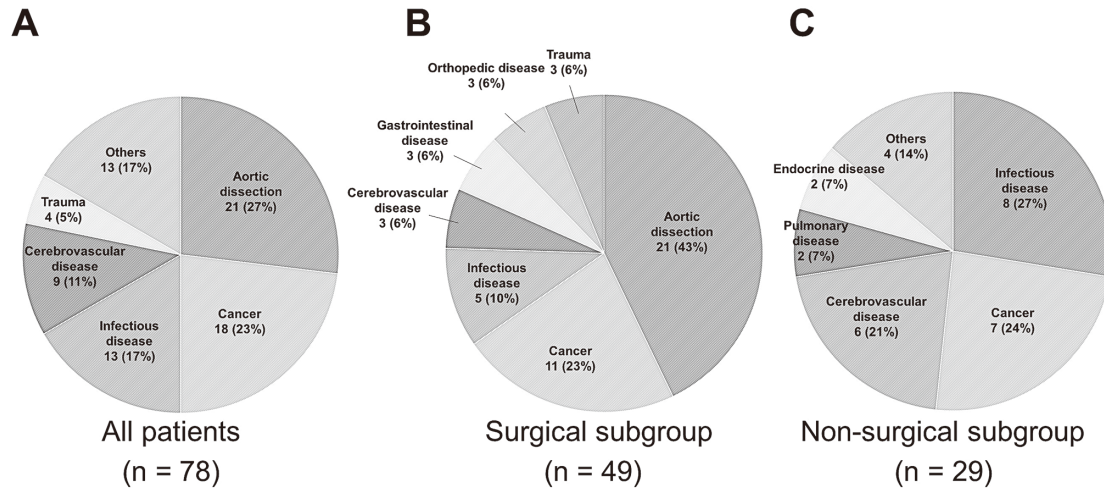 A
Others
13 (17%)
Aortic
dissection
21 (27%)
Trauma
4 (5%)
Cerebrovascular
disease
9 (11%)
Infectious
disease
13 (17%)
Cancer
18 (23%)
All patients
(n = 78)
B
Trauma
3 (6%)
Orthopedic disease
3 (6%)
Gastrointestinal
disease
3 (6%)
Cerebrovascular
disease
3 (6%)
Aortic
dissection
21 (43%)
Infectious
disease
5 (10%)
Cancer
11 (23%)
Surgical subgroup
(n = 49)
C
Others
4 (14%)
Endocrine disease
2 (7%)
Infectious
disease
8 (27%)
Pulmonary
disease
2 (7%)
Cerebrovascular
disease
6 (21%)
Cancer
7 (24%)
Non-surgical subgroup
(n = 29)